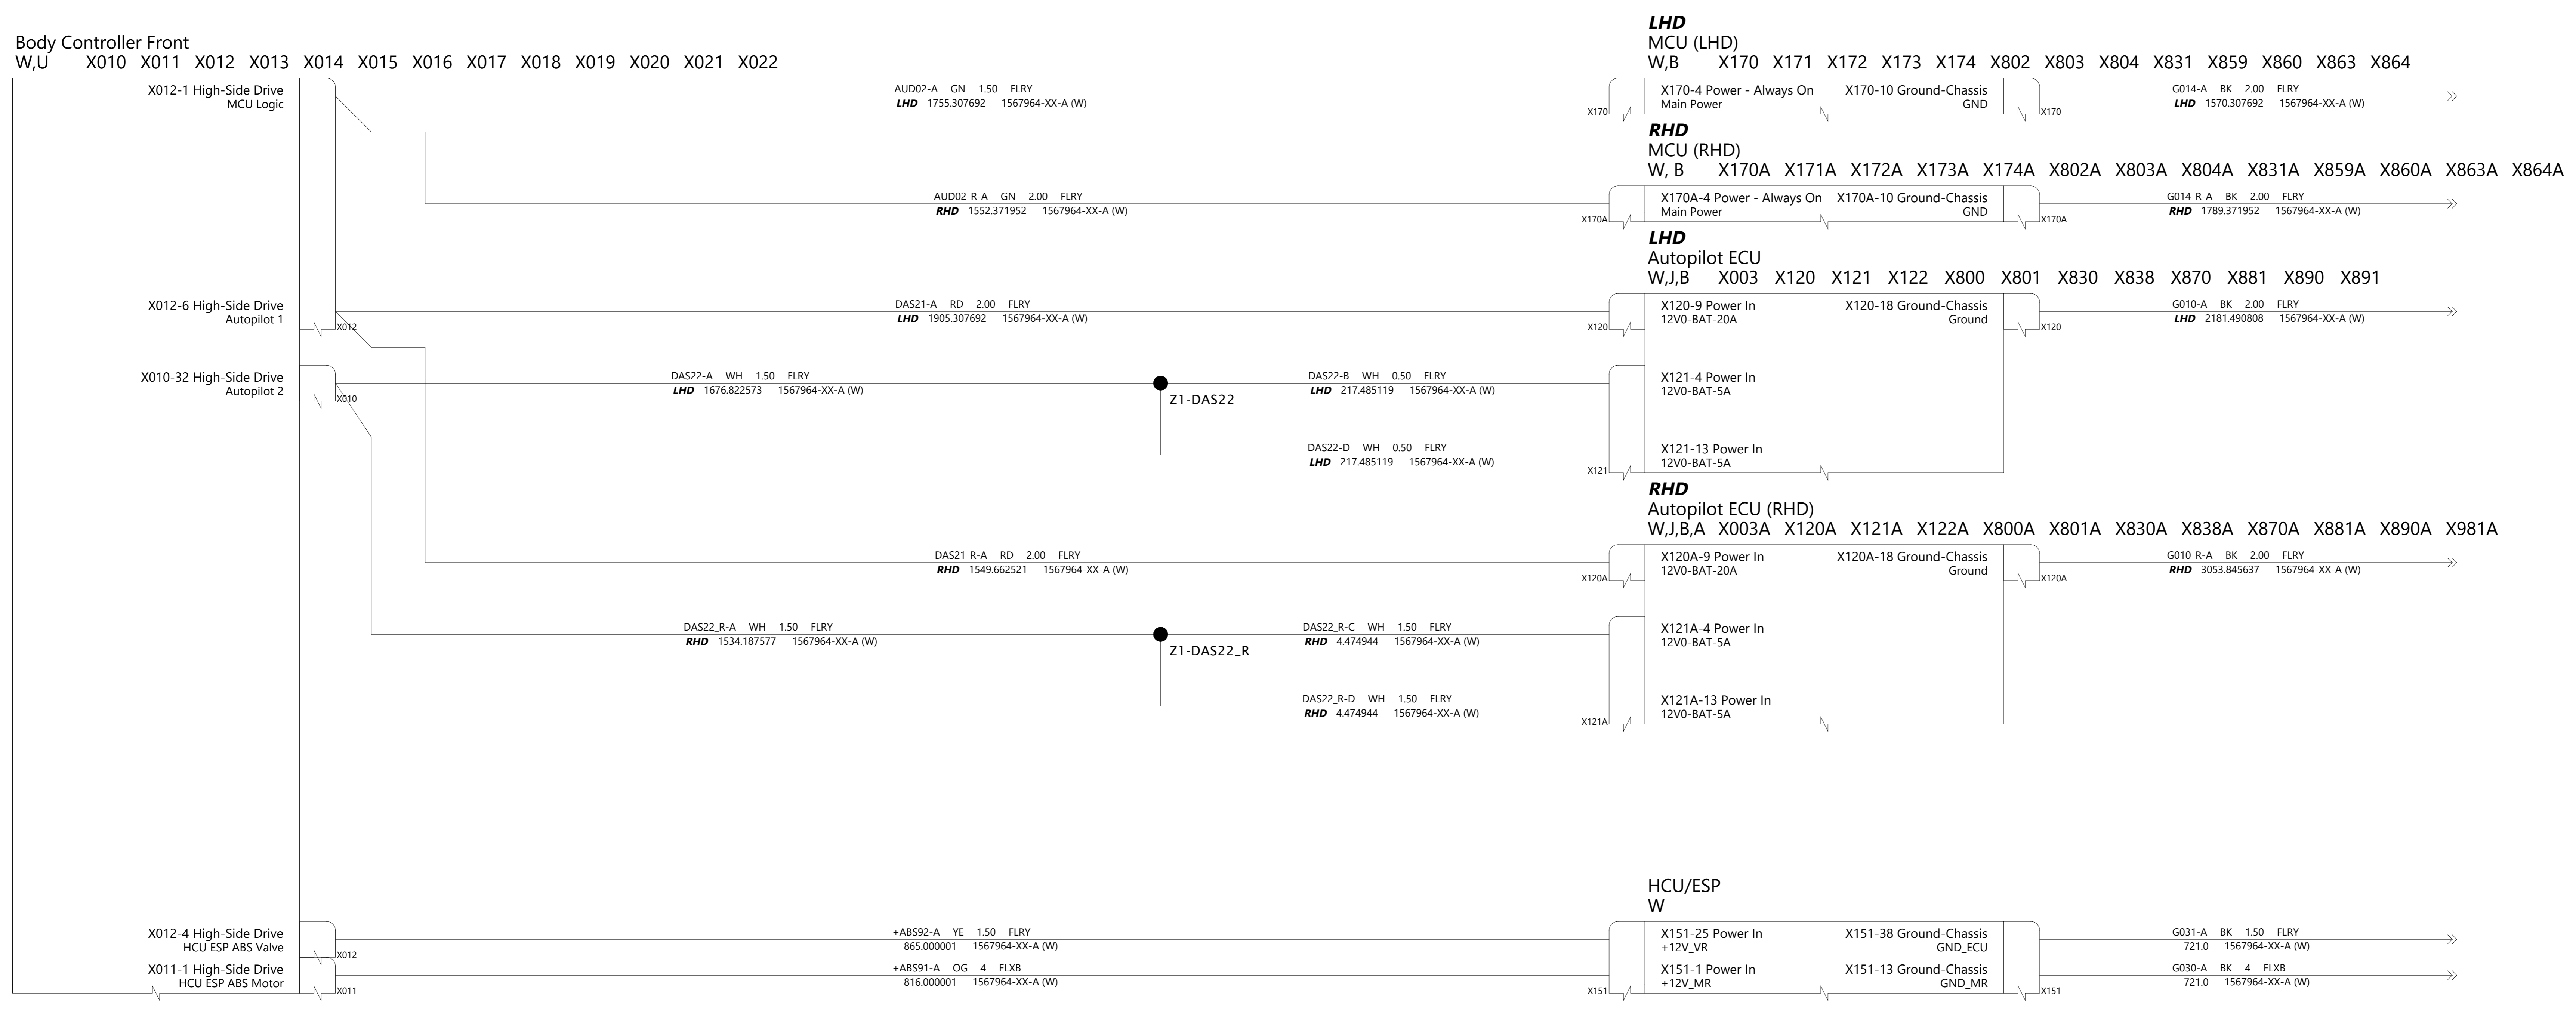 LHD
Body Controller Front
MCU (LHD)
W,U X010 X011 X012 X013 X014 X015 X016 X017 X018 X019 X020 X021 X022
W,B X170 X171 X172 X173 X174 X802 X803 X804 X831 X859 X860 X863 X864
X012-1 High-Side Drive
MCU Logic
AUD02-A GN 1.50 FLRY
LHD 1755.307692 1567964-XX-A (W)
X170
X170-4 Power - Always On
Main Power
X170-10 Ground-Chassis
GND
X170
G014-A BK 2.00 FLRY
LHD 1570.307692 1567964-XX-A (W)
RHD
MCU (RHD)
W, B X170A X171A X172A X173A X174A X802A X803A X804A X831A X859A X860A X863A X864A
AUD02_R-A GN 2.00 FLRY
RHD 1552.371952 1567964-XX-A (W)
X170A
X170A-4 Power - Always On
Main Power
X170A-10 Ground-Chassis
GND
X170A
G014_R-A BK 2.00 FLRY
RHD 1789.371952 1567964-XX-A (W)
LHD
Autopilot ECU
W,J,B X003 X120 X121 X122 X800 X801 X830 X838 X870 X881 X890 X891
X012-6 High-Side Drive
Autopilot 1
X012
DAS21-A RD 2.00 FLRY
LHD 1905.307692 1567964-XX-A (W)
X120
X120-9 Power In
12V0-BAT-20A
X120-18 Ground-Chassis
Ground
X120
G010-A BK 2.00 FLRY
LHD 2181.490808 1567964-XX-A (W)
X010-32 High-Side Drive
Autopilot 2
X010
DAS22-A WH 1.50 FLRY
LHD 1676.822573 1567964-XX-A (W)
Z1-DAS22
DAS22-B WH 0.50 FLRY
LHD 217.485119 1567964-XX-A (W)
X121-4 Power In
12V0-BAT-5A
DAS22-D WH 0.50 FLRY
LHD 217.485119 1567964-XX-A (W)
X121
X121-13 Power In
12V0-BAT-5A
RHD
Autopilot ECU (RHD)
W,J,B,A X003A X120A X121A X122A X800A X801A X830A X838A X870A X881A X890A X981A
DAS21_R-A RD 2.00 FLRY
RHD 1549.662521 1567964-XX-A (W)
X120A
X120A-9 Power In
12V0-BAT-20A
X120A-18 Ground-Chassis
Ground
X120A
G010_R-A BK 2.00 FLRY
RHD 3053.845637 1567964-XX-A (W)
DAS22_R-A WH 1.50 FLRY
RHD 1534.187577 1567964-XX-A (W)
Z1-DAS22_R
DAS22_R-C WH 1.50 FLRY
RHD 4.474944 1567964-XX-A (W)
X121A-4 Power In
12V0-BAT-5A
DAS22_R-D WH 1.50 FLRY
RHD 4.474944 1567964-XX-A (W)
X121A
X121A-13 Power In
12V0-BAT-5A
HCU/ESP
W
X012-4 High-Side Drive
HCU ESP ABS Valve
X012
+ABS92-A YE 1.50 FLRY
865.000001 1567964-XX-A (W)
X151-25 Power In
+12V_VR
X151-38 Ground-Chassis
GND_ECU
G031-A BK 1.50 FLRY
721.0 1567964-XX-A (W)
X011-1 High-Side Drive
HCU ESP ABS Motor
X011
+ABS91-A OG 4 FLXB
816.000001 1567964-XX-A (W)
X151
X151-1 Power In
+12V_MR
X151-13 Ground-Chassis
GND_MR
X151
G030-A BK 4 FLXB
721.0 1567964-XX-A (W)